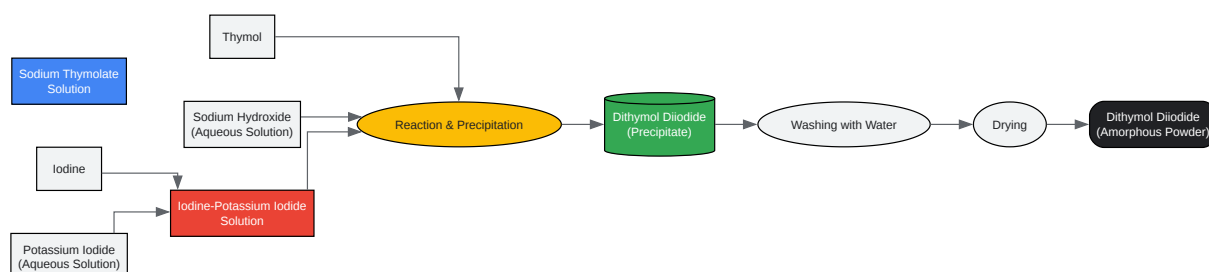 Thymol
Sodium Thymolate
Solution
Sodium Hydroxide
(Aqueous Solution)
Reaction & Precipitation
Dithymol Diiodide
(Precipitate)
Washing with Water
Drying
Dithymol Diiodide
(Amorphous Powder)
Iodine
Iodine-Potassium Iodide
Solution
Potassium Iodide
(Aqueous Solution)